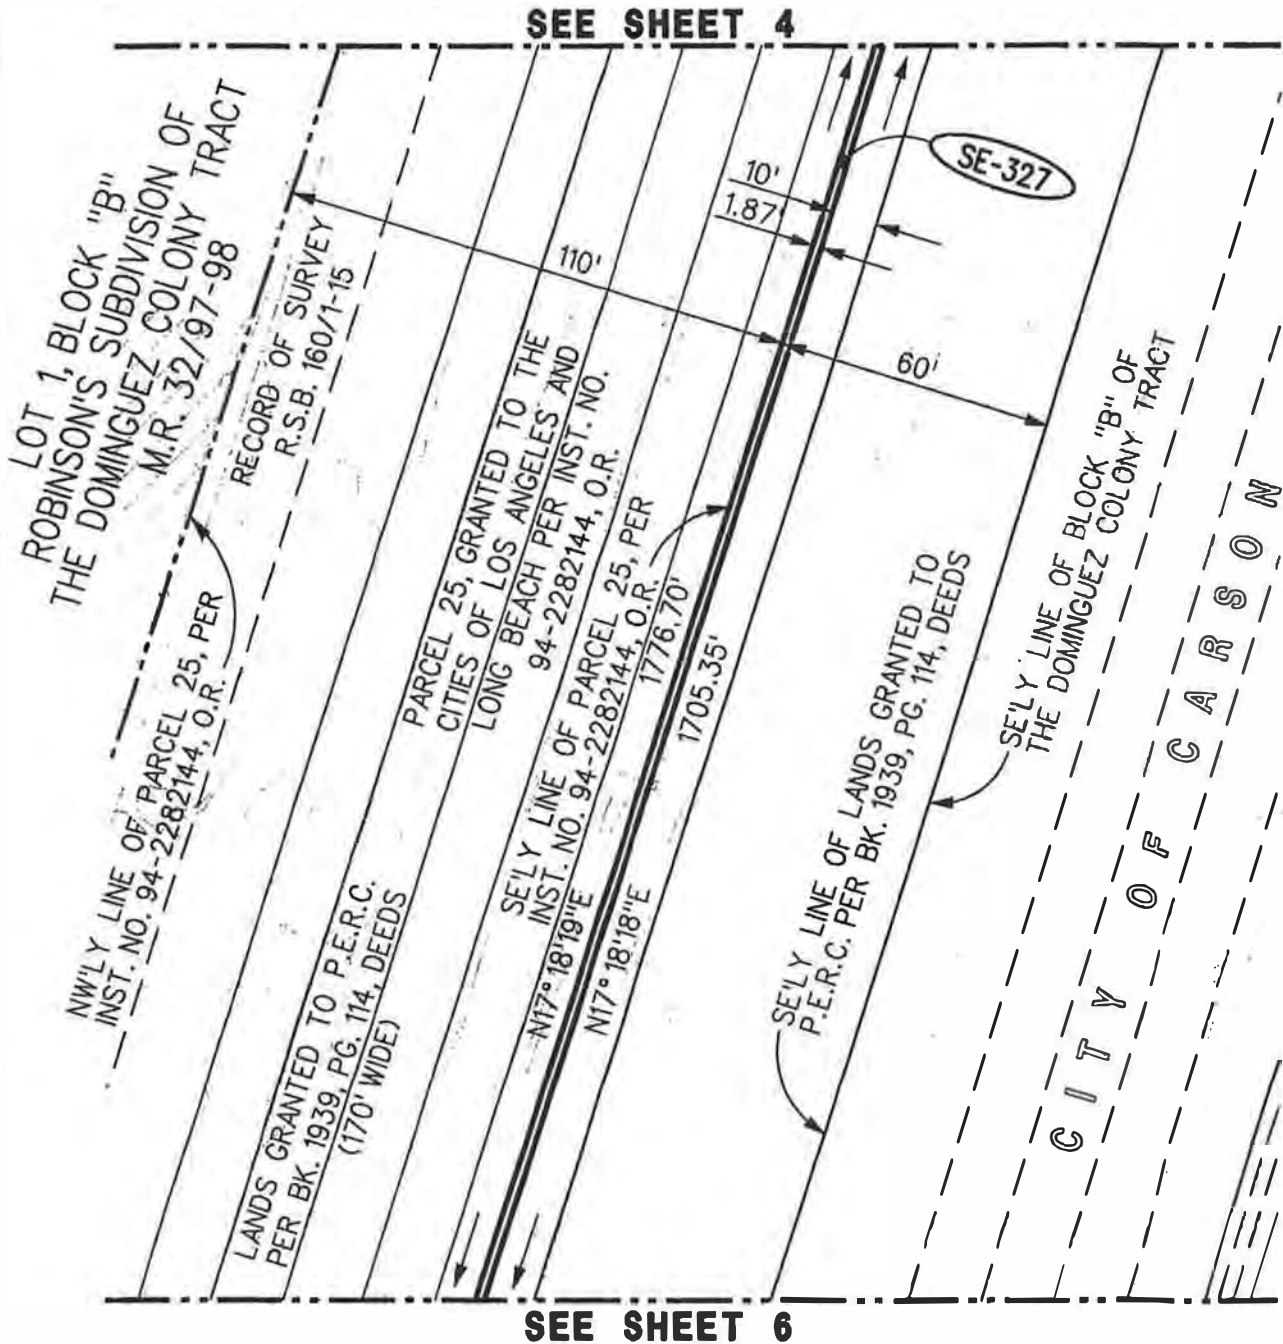 SEE SHEET 4
LOT 1, BLOCK "B"
ROBINSON'S SUBDIVISION OF
THE DOMINGUEZ COLONY TRACT
M.R. 32/97-98
RECORD OF SURVEY
R.S.B. 160/1-15
SE-327
10'
1.87'
110'
60'
PARCEL 25, GRANTED TO THE
CITIES OF LOS ANGELES AND
LONG BEACH PER INST. NO.
94-2282144, O.R.
NW'LY LINE OF PARCEL 25, PER
INST. NO. 94-2282144, O.R.
SE'LY LINE OF PARCEL 25, PER
INST. NO. 94-2282144, O.R.
1776.70'
1705.35'
N17°18'19"E
N17°18'18"E
LANDS GRANTED TO P.E.R.C.
PER BK. 1939, PG. 114, DEEDS
(170' WIDE)
SE'LY LINE OF LANDS GRANTED TO
P.E.R.C. PER BK. 1939, PG. 114, DEEDS
SE'LY LINE OF BLOCK "B" OF
THE DOMINGUEZ COLONY TRACT
CITY OF CARSON
SEE SHEET 6